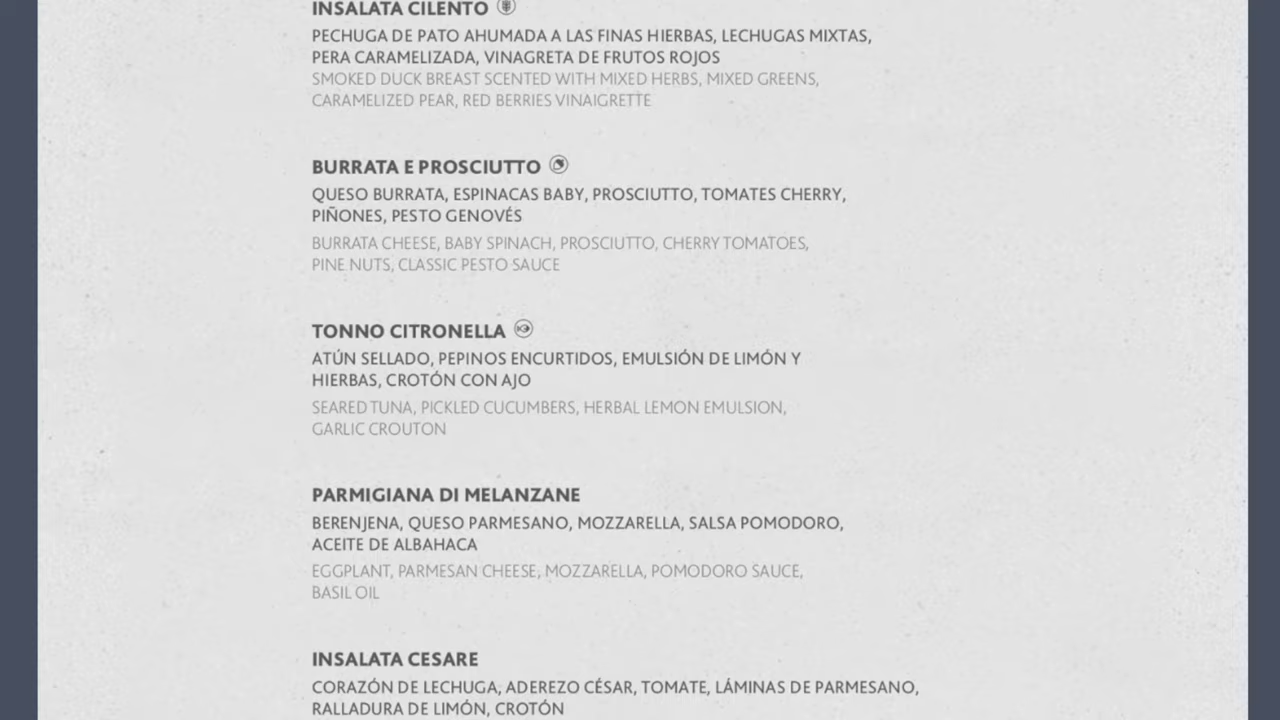 INSALATA CILENTO
PECHUGA DE PATO AHUMADA A LAS FINAS HIERBAS, LECHUGAS MIXTAS,
PERA CARAMELIZADA, VINAGRETA DE FRUTOS ROJOS
SMOKED DUCK BREAST SCENTED WITH MIXED HERBS, MIXED GREENS,
CARAMELIZED PEAR, RED BERRIES VINAIGRETTE
BURRATA E PROSCIUTTO
QUESO BURRATA, ESPINACAS BABY, PROSCIUTTO, TOMATES CHERRY,
PIÑONES, PESTO GENOVÉS
BURRATA CHEESE, BABY SPINACH, PROSCIUTTO, CHERRY TOMATOES,
PINE NUTS, CLASSIC PESTO SAUCE
TONNO CITRONELLA
ATÚN SELLADO, PEPINOS ENCURTIDOS, EMULSIÓN DE LIMÓN Y
HIERBAS, CROTÓN CON AJO
SEARED TUNA, PICKLED CUCUMBERS, HERBAL LEMON EMULSION,
GARLIC CROUTON
PARMIGIANA DI MELANZANE
BERENJENA, QUESO PARMESANO, MOZZARELLA, SALSA POMODORO,
ACEITE DE ALBAHACA
EGGPLANT, PARMESAN CHEESE, MOZZARELLA, POMODORO SAUCE,
BASIL OIL
INSALATA CESARE
CORAZÓN DE LECHUGA, ADEREZO CÉSAR, TOMATE, LÁMINAS DE PARMESANO,
RALLADURA DE LIMÓN, CROTÓN